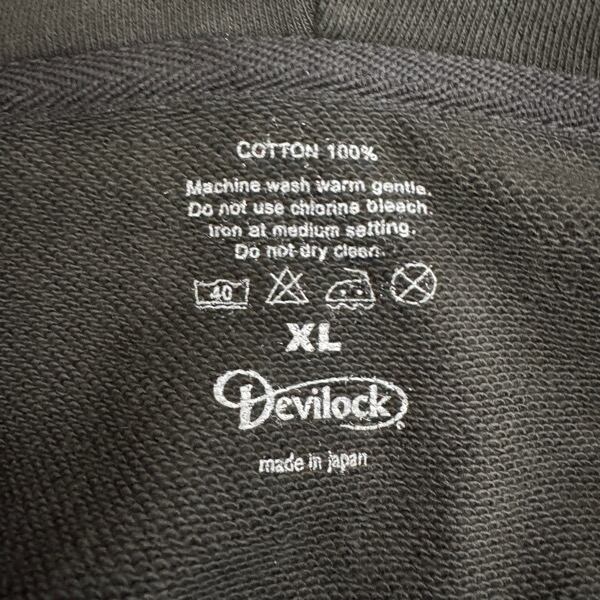 COTTON 100%
Machine wash warm gentle.
Do not use chlorine bleach.
Iron at medium setting.
Do not dry clean.
40
XL
Devilock
made in japan